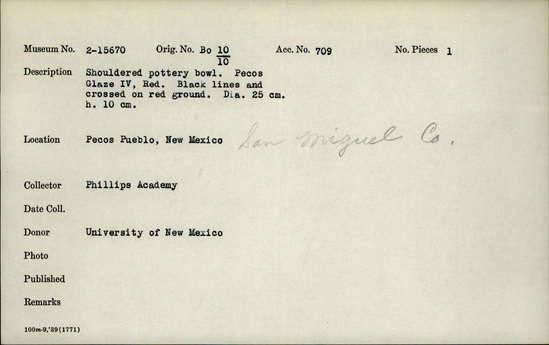 Museum No. 2-15670 Orig. No. Bo 10/10 Acc. No. 709 No. Pieces 1
Description Shouldered pottery bowl. Pecos
Glaze IV, Red. Black lines and
crossed on red ground. Dia. 25 cm.
h. 10 cm.
Location Pecos Pueblo, New Mexico San Miguel Co.
Collector Phillips Academy
Date Coll.
Donor University of New Mexico
Photo
Published
Remarks
100m-9,'39(1771)